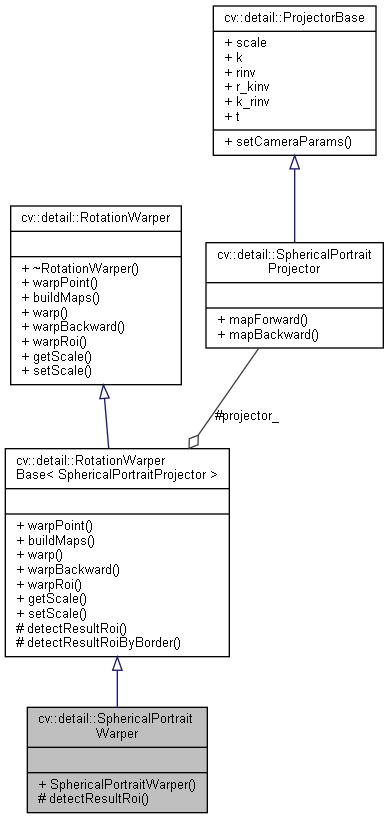 cv::detail::ProjectorBase
+ scale
+ k
+ rinv
+ r_kinv
+ k_rinv
+ t
+ setCameraParams()
cv::detail::RotationWarper
+ ~RotationWarper()
+ warpPoint()
+ buildMaps()
+ warp()
+ warpBackward()
+ warpRoi()
+ getScale()
+ setScale()
cv::detail::SphericalPortrait
Projector
+ mapForward()
+ mapBackward()
#projector_
cv::detail::RotationWarper
Base< SphericalPortraitProjector >
+ warpPoint()
+ buildMaps()
+ warp()
+ warpBackward()
+ warpRoi()
+ getScale()
+ setScale()
# detectResultRoi()
# detectResultRoiByBorder()
cv::detail::SphericalPortrait
Warper
+ SphericalPortraitWarper()
# detectResultRoi()